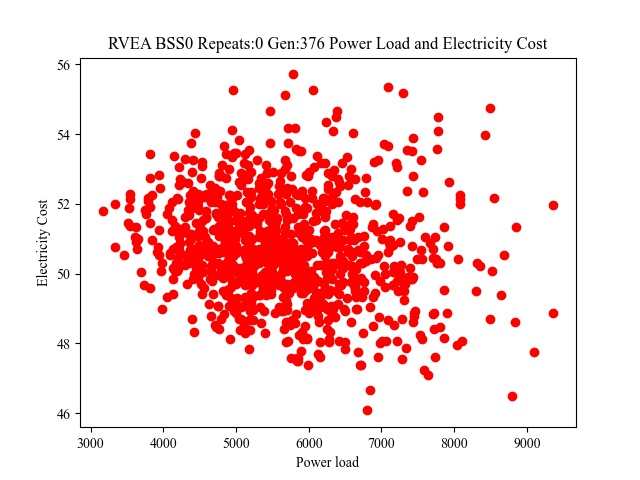 RVEA BSS0 Repeats:0 Gen:376 Power Load and Electricity Cost
56
54
52
50
48
46
Electricity Cost
3000 4000 5000 6000 7000 8000 9000
Power load